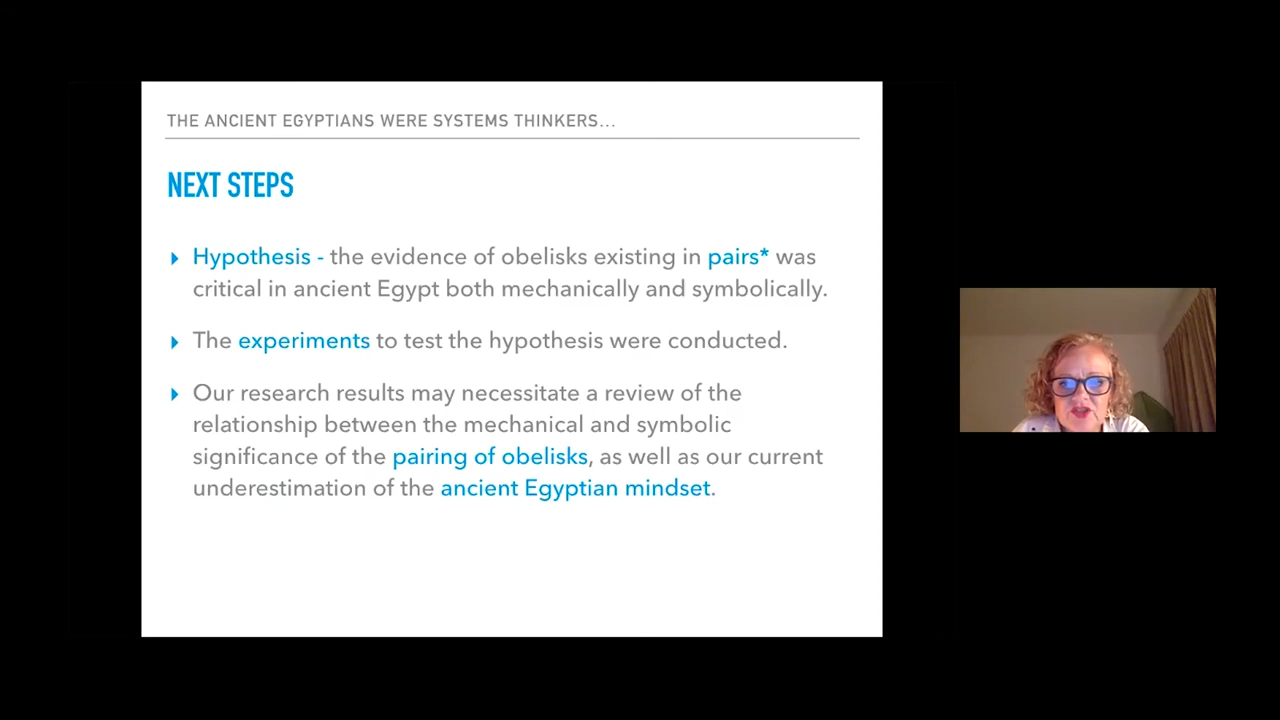 THE ANCIENT EGYPTIANS WERE SYSTEMS THINKERS...
NEXT STEPS
Hypothesis - the evidence of obelisks existing in pairs* was
critical in ancient Egypt both mechanically and symbolically.
The experiments to test the hypothesis were conducted.
Our research results may necessitate a review of the
relationship between the mechanical and symbolic
significance of the pairing of obelisks, as well as our current
underestimation of the ancient Egyptian mindset.